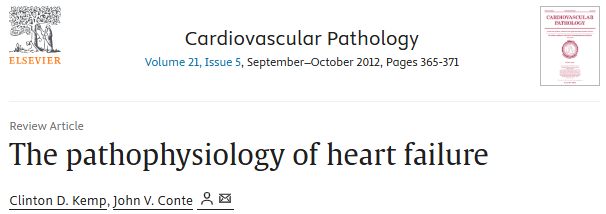 ELSEVIER
Cardiovascular Pathology
Volume 21, Issue 5, September–October 2012, Pages 365-371
CARDIOVASCULAR
PATHOLOGY
Review Article
The pathophysiology of heart failure
Clinton D. Kemp, John V. Conte